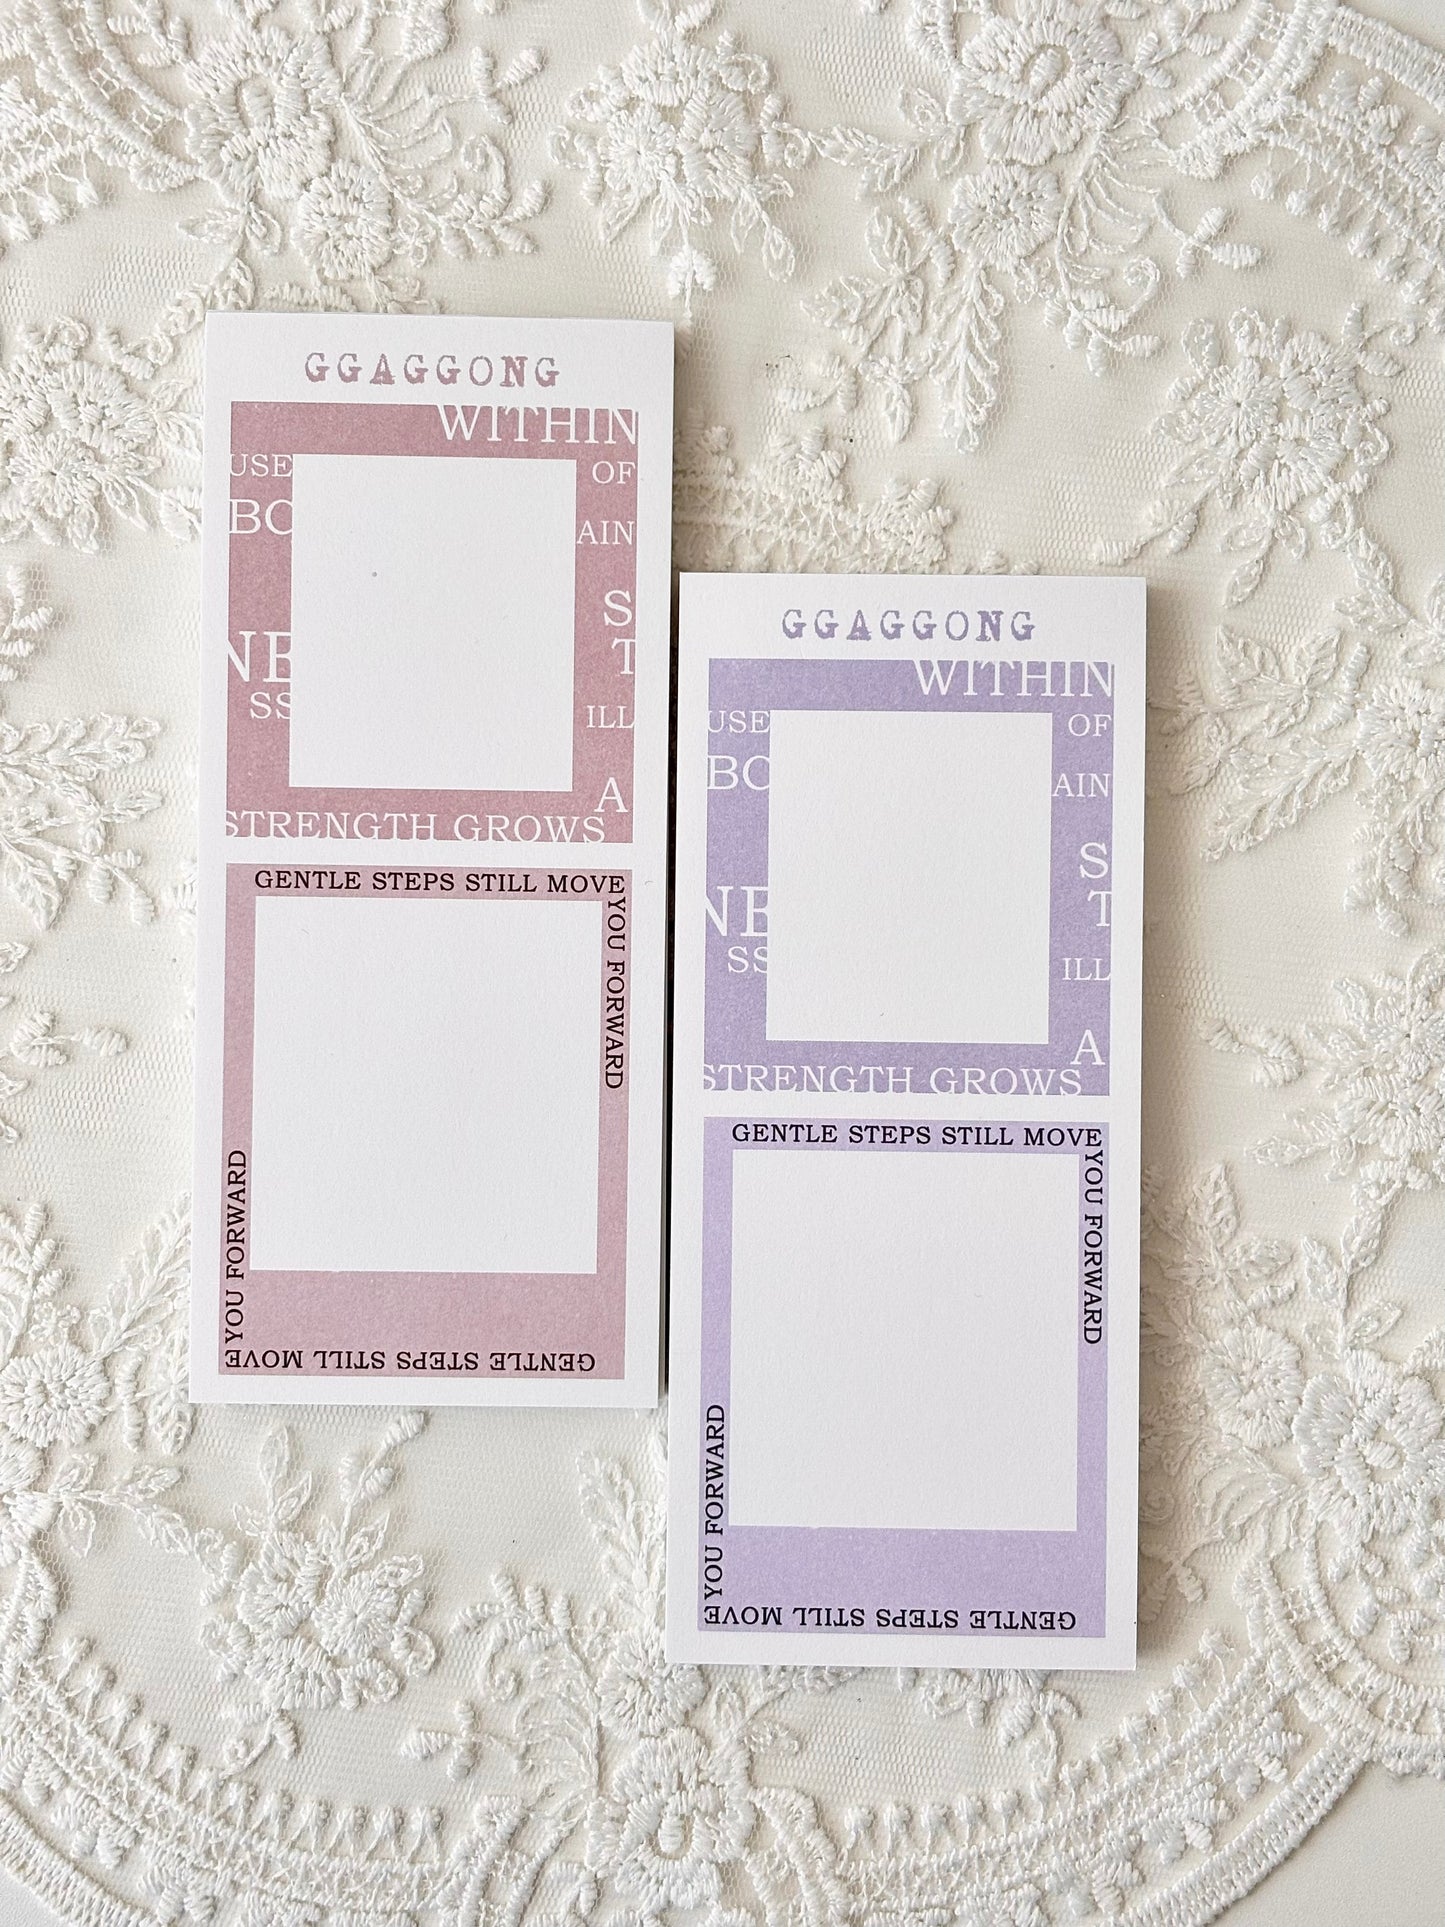 GGAGGONG
WITHIN
USE
OF
BC
AIN
S
NE
T
SS
ILL
A
STRENGTH GROWS
GENTLE STEPS STILL MOVE
YOU FORWARD
YOU FORWARD
GENTLE STEPS STILL MOVE
GGAGGONG
WITHIN
USE
OF
BC
AIN
S
NE
T
SS
ILL
A
STRENGTH GROWS
GENTLE STEPS STILL MOVE
YOU FORWARD
YOU FORWARD
GENTLE STEPS STILL MOVE